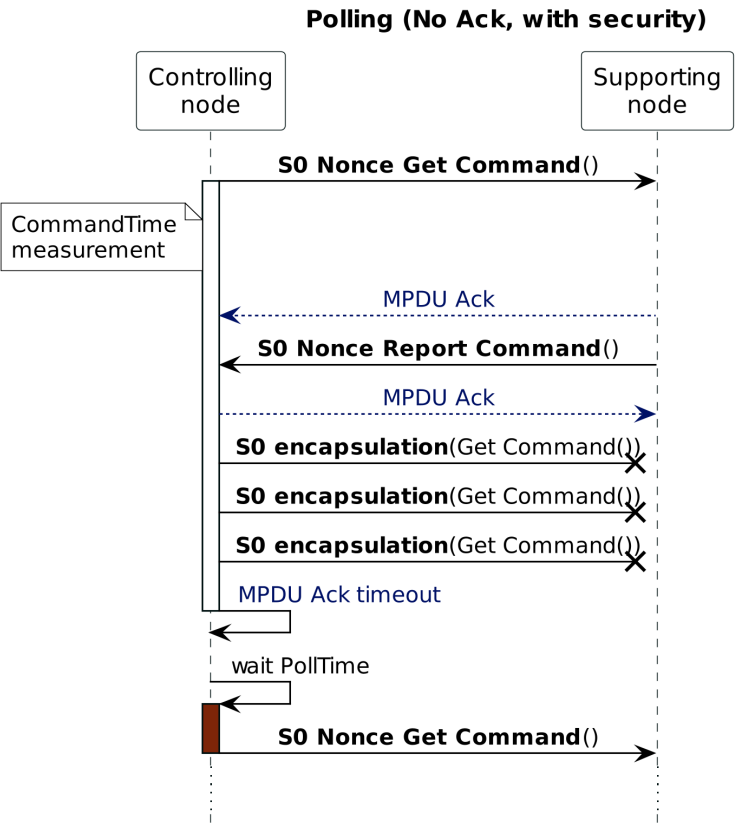 Polling (No Ack, with security)
Controlling
node
Supporting
node
S0 Nonce Get Command()
CommandTime
measurement
MPDU Ack
S0 Nonce Report Command()
MPDU Ack
S0 encapsulation(Get Command())
S0 encapsulation(Get Command())
S0 encapsulation(Get Command())
MPDU Ack timeout
wait PollTime
S0 Nonce Get Command()